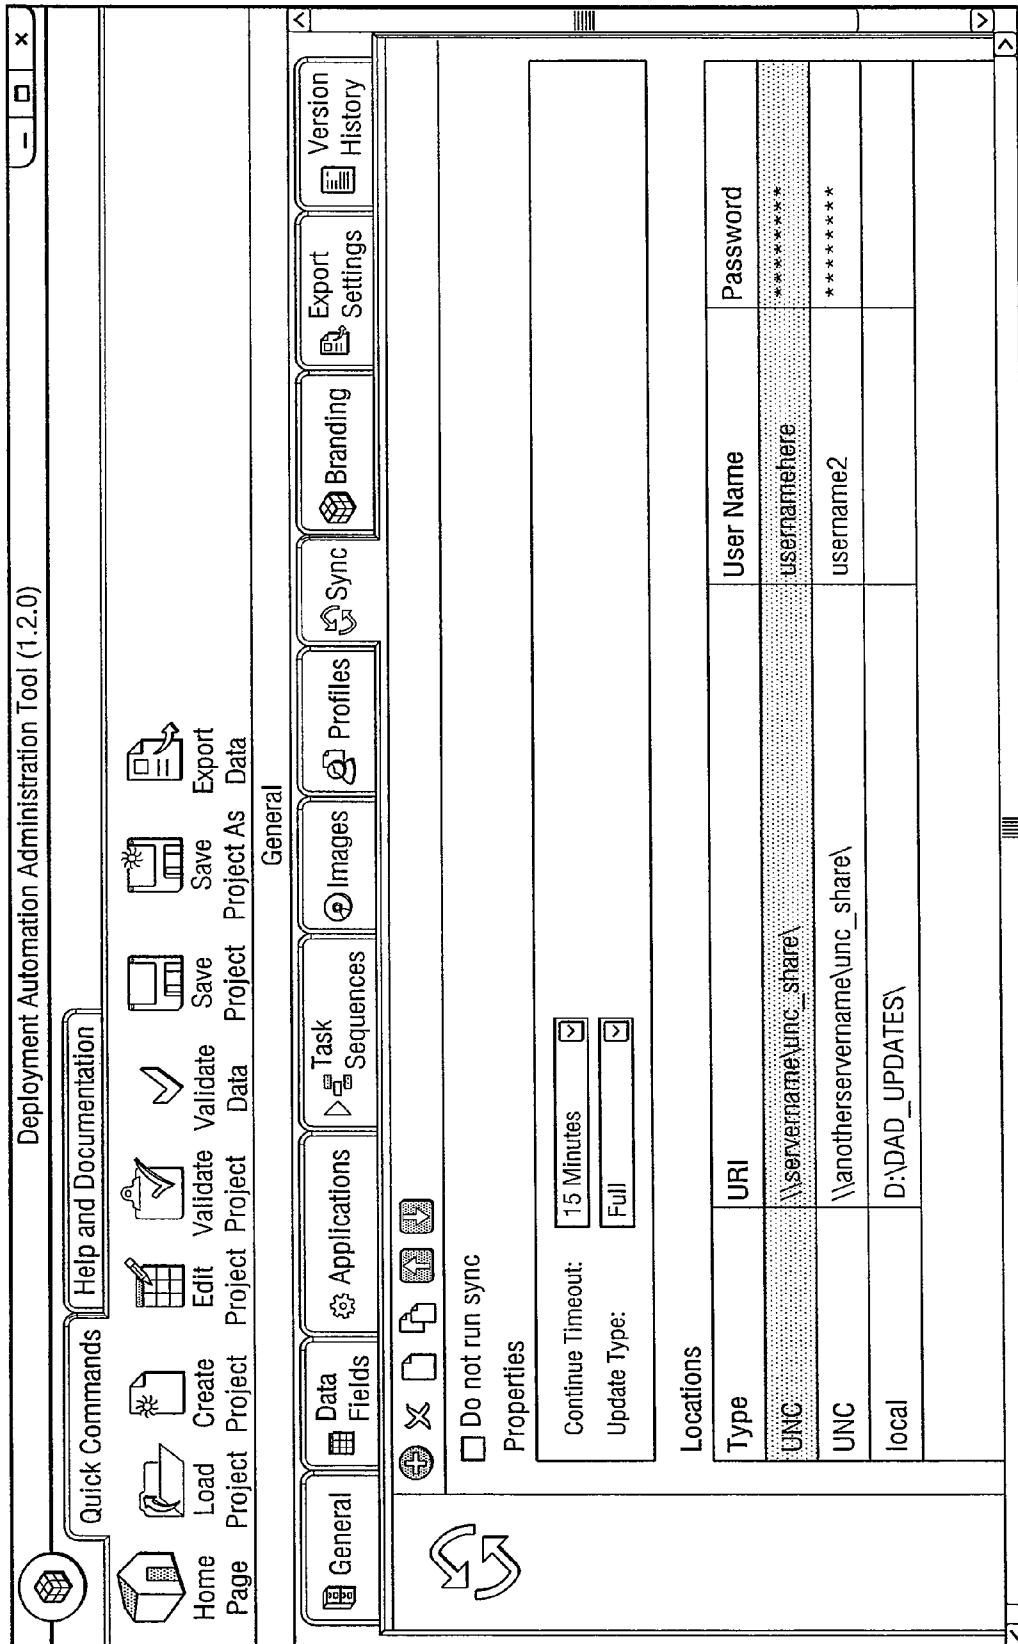 Deployment Automation Administration Tool (1.2.0)
Quick Commands
Help and Documentation
Home Page
Load Project
Create Project
Edit Project
Validate Project
Validate Data
Save Project
Save Project As
Export Data
General
General
Data Fields
Applications
Task Sequences
Images
Profiles
Sync
Branding
Export Settings
Version History
Do not run sync
Properties
Continue Timeout: 15 Minutes
Update Type: Full
Locations
Type URI User Name Password
UNC \\servername\unc_share\ usernamehere *********
UNC \\anotherservername\unc_share\ username2 *********
local D:\DAD_UPDATES\